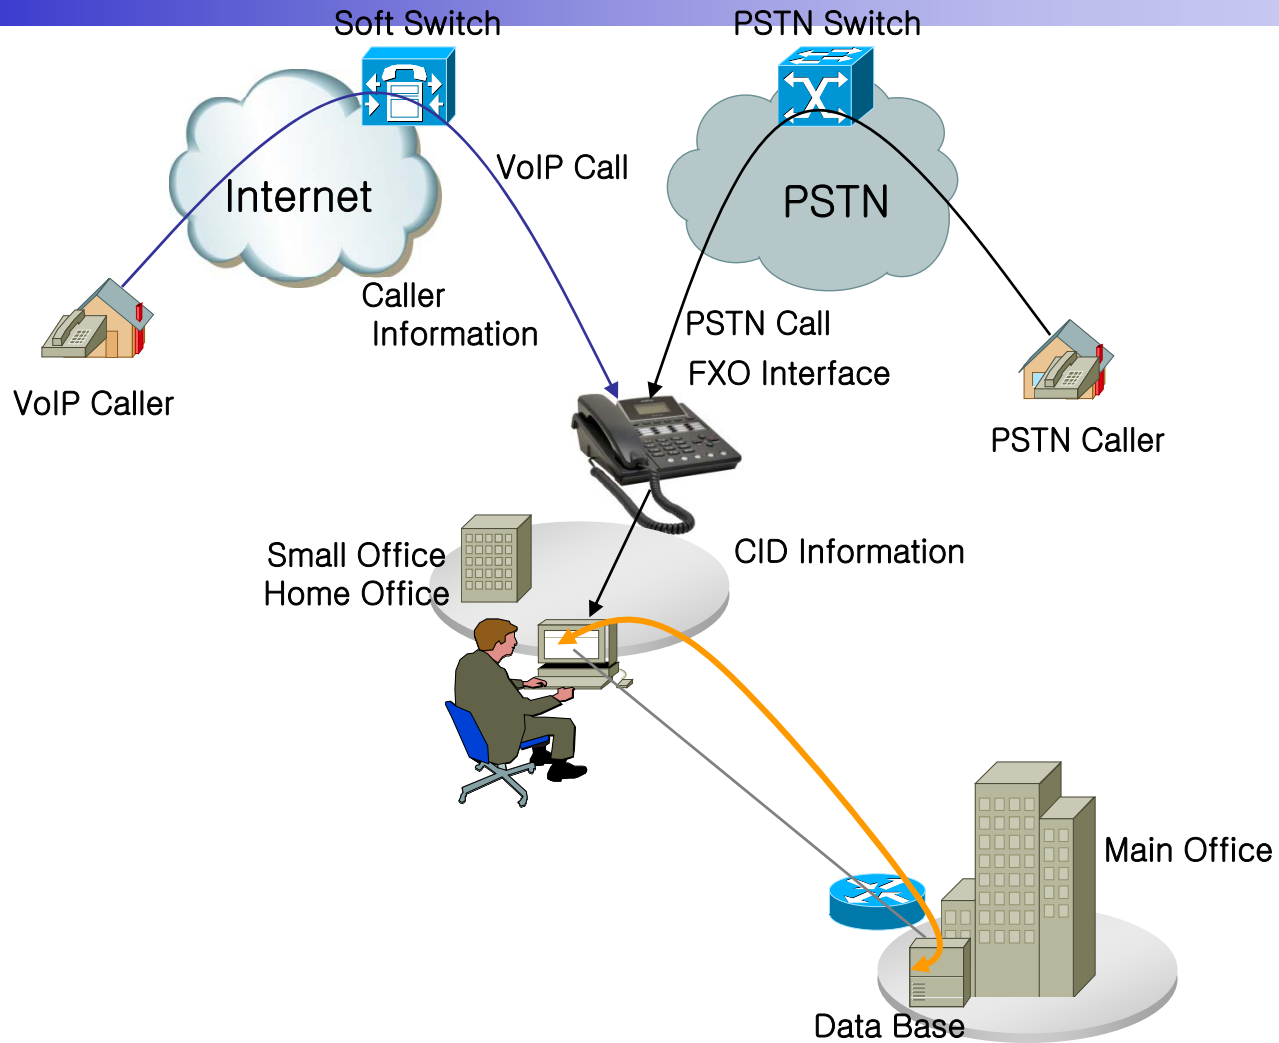 Soft Switch
PSTN Switch
VoIP Call
Internet
PSTN
Caller
Information
PSTN Call
FXO Interface
VoIP Caller
PSTN Caller
CID Information
Small Office
Home Office
Main Office
Data Base